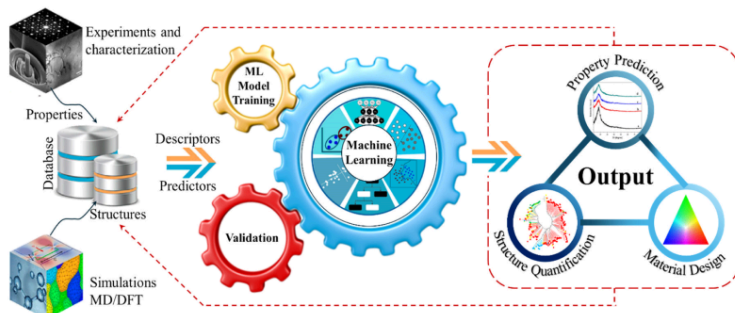 Experiments and
characterization
Properties
Database
Structures
Simulations
MD/DFT
Descriptors
Predictors
ML
Model
Training
Validation
Machine
Learning
Property Prediction
Output
Structure Quantification
Material Design